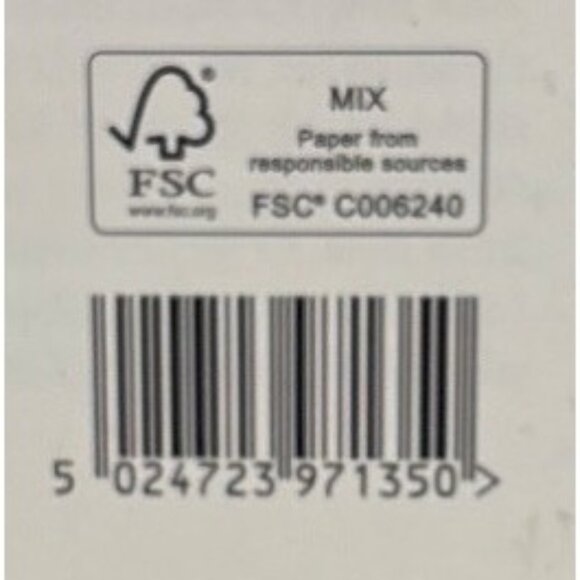 ®
MIX
Paper from
responsible sources
FSC
www.fsc.org
FSC® C006240
5 024723 971350 >